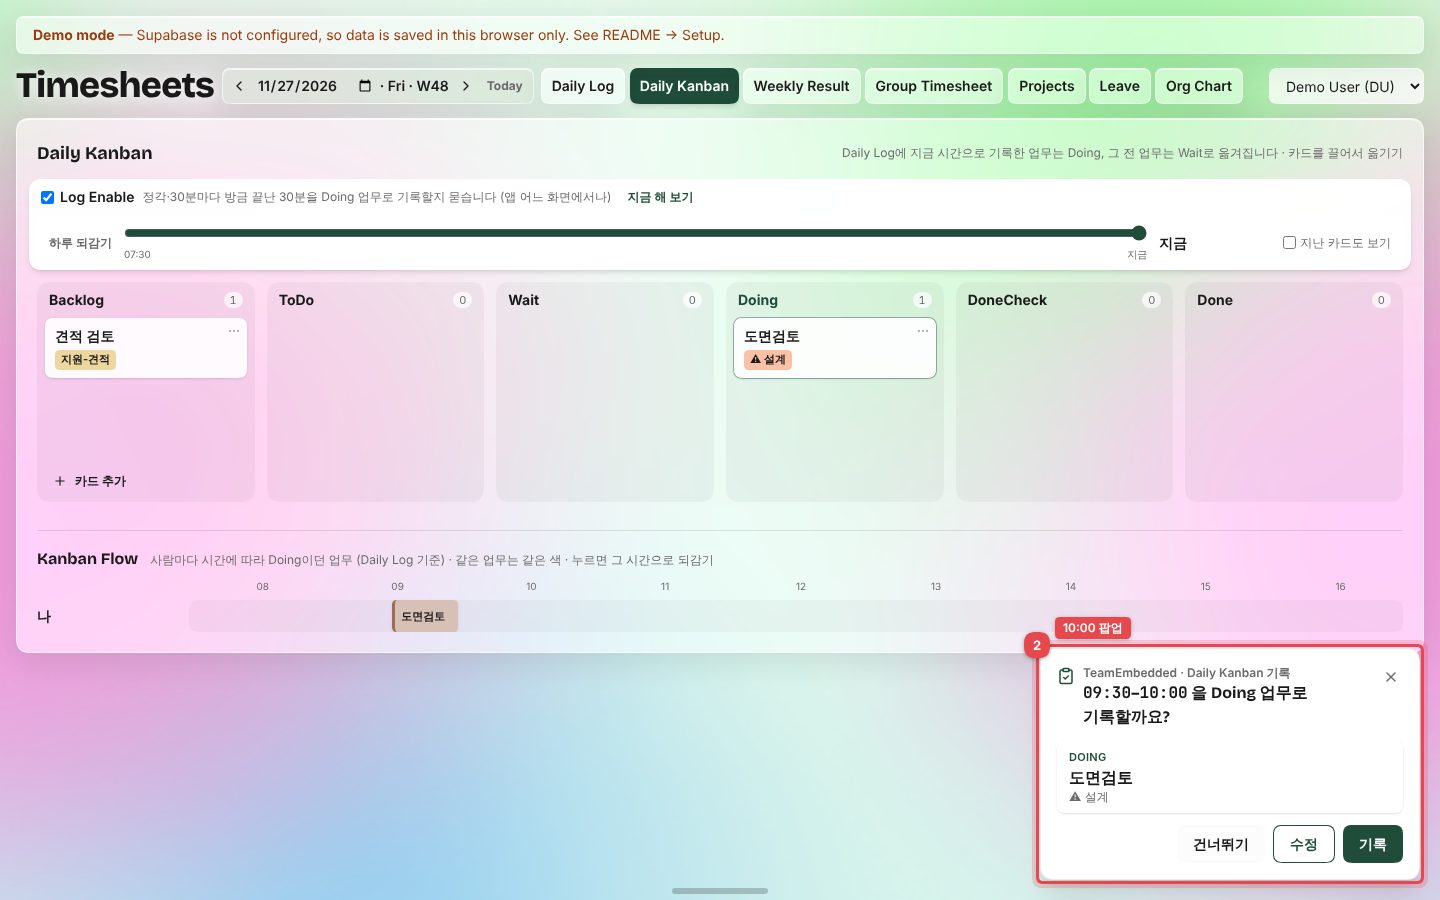 Demo mode — Supabase is not configured, so data is saved in this browser only. See README → Setup.
Timesheets
11/27/2026 · Fri · W48 Today
Daily Log
Daily Kanban
Weekly Result
Group Timesheet
Projects
Leave
Org Chart
Demo User (DU)
Daily Kanban
Daily Log에 지금 시간으로 기록한 업무는 Doing, 그 전 업무는 Wait로 옮겨집니다 · 카드를 끌어서 옮기기
Log Enable 정각·30분마다 방금 끝난 30분을 Doing 업무로 기록할지 묻습니다 (앱 어느 화면에서나) 지금 해 보기
하루 되감기
07:30
지금
지금
지난 카드도 보기
Backlog 1
ToDo 0
Wait 0
Doing 1
DoneCheck 0
Done 0
견적 검토 ···
지원-견적
도면검토 ···
⚠ 설계
+ 카드 추가
Kanban Flow 사람마다 시간에 따라 Doing이던 업무 (Daily Log 기준) · 같은 업무는 같은 색 · 누르면 그 시간으로 되감기
08 09 10 11 12 13 14 15 16
나
도면검토
10:00 팝업
2
TeamEmbedded · Daily Kanban 기록
09:30–10:00 을 Doing 업무로
기록할까요?
DOING
도면검토
⚠ 설계
건너뛰기
수정
기록